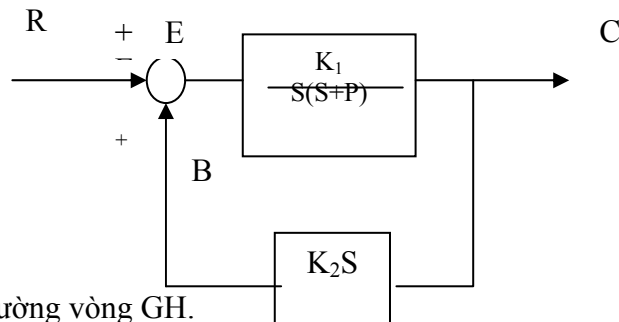 R
+ E
C
K₁
S(S+P)
+
B
K₂S
ường vòng GH.